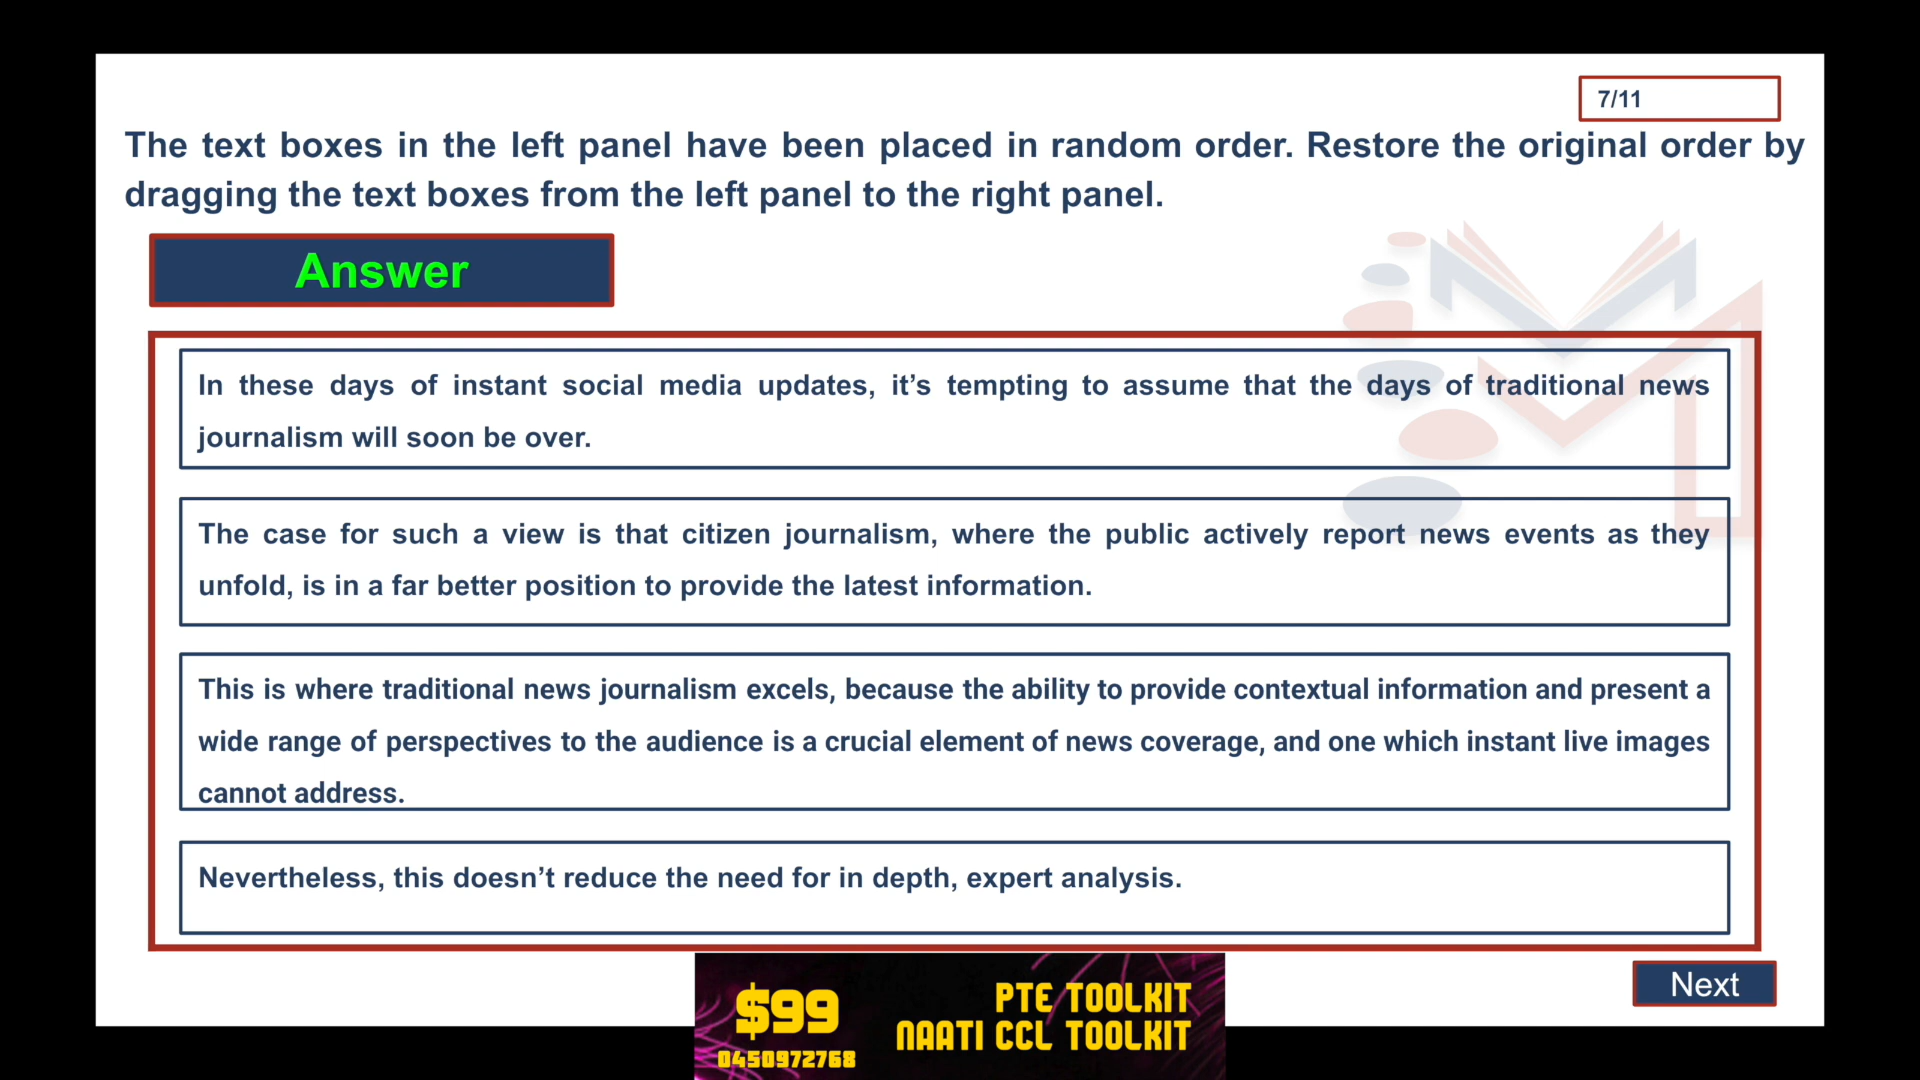 7/11
The text boxes in the left panel have been placed in random order. Restore the original order by
dragging the text boxes from the left panel to the right panel.
Answer
In these days of instant social media updates, it’s tempting to assume that the days of traditional news
journalism will soon be over.
The case for such a view is that citizen journalism, where the public actively report news events as they
unfold, is in a far better position to provide the latest information.
This is where traditional news journalism excels, because the ability to provide contextual information and present a
wide range of perspectives to the audience is a crucial element of news coverage, and one which instant live images
cannot address.
Nevertheless, this doesn’t reduce the need for in depth, expert analysis.
Next
$99
0450972768
PTE TOOLKIT
NAATI CCL TOOLKIT